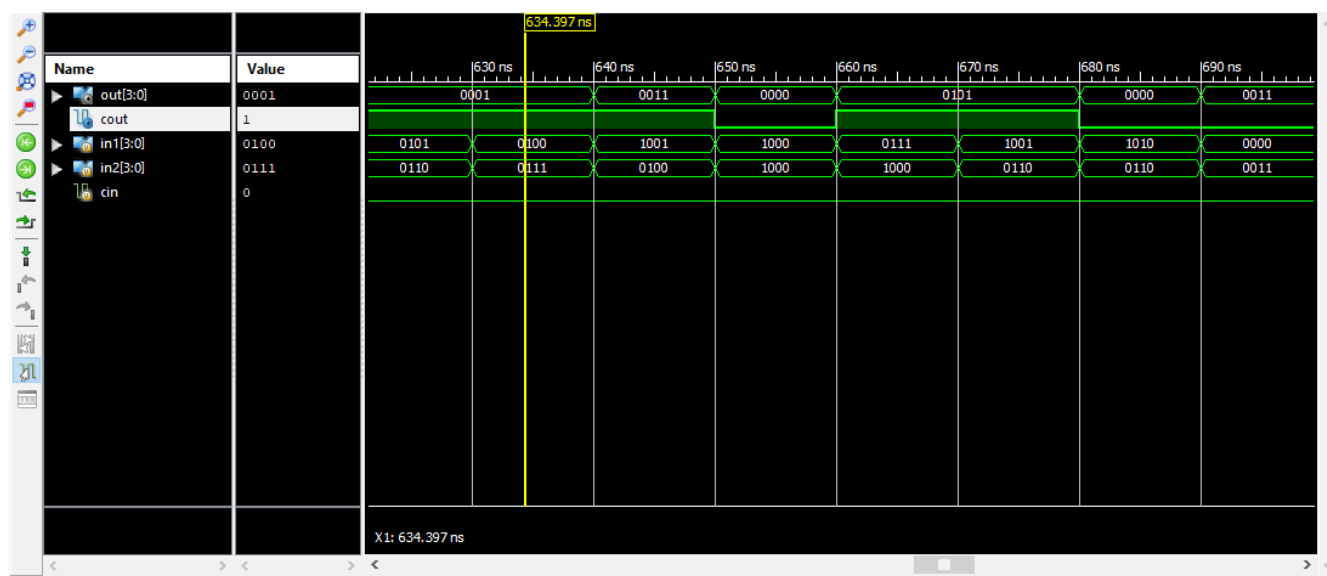 634.397 ns
Name Value
630 ns 640 ns 650 ns 660 ns 670 ns 680 ns 690 ns
out[3:0] 0001 0001 0011 0000 0101 0000 0011
cout 1
in1[3:0] 0100 0101 0100 1001 1000 0111 1001 1010 0000
in2[3:0] 0111 0110 0111 0100 1000 1000 0110 0110 0011
cin 0
X1: 634.397 ns